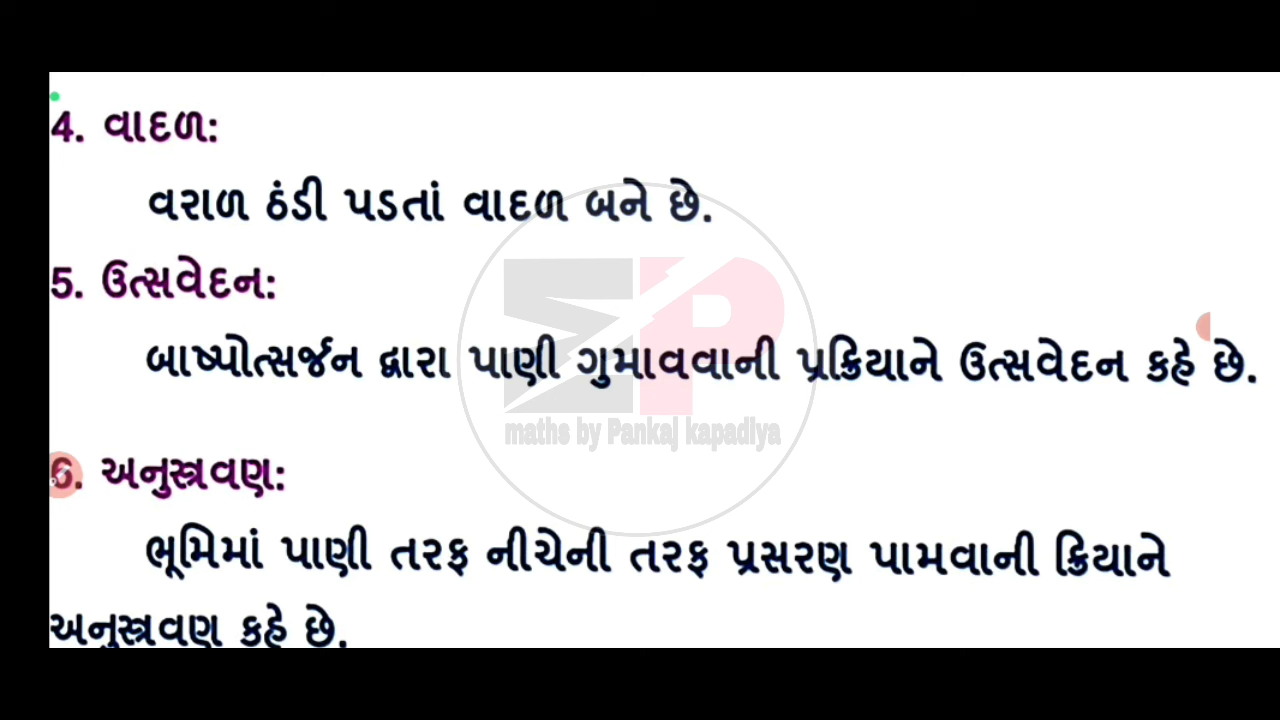 4. વાદળ:
વરાળ ઠંડી પડતાં વાદળ બને છે.
5. ઉત્સવેદન:
બાષ્પોત્સર્જન દ્વારા પાણી ગુમાવવાની પ્રક્રિયાને ઉત્સવેદન કહે છે.
maths by Pankaj kapadiya
6. અનુસ્ત્રવણ:
ભૂમિમાં પાણી તરફ નીચેની તરફ પ્રસરણ પામવાની ક્રિયાને
અનુસ્ત્રવણ કહે છે.